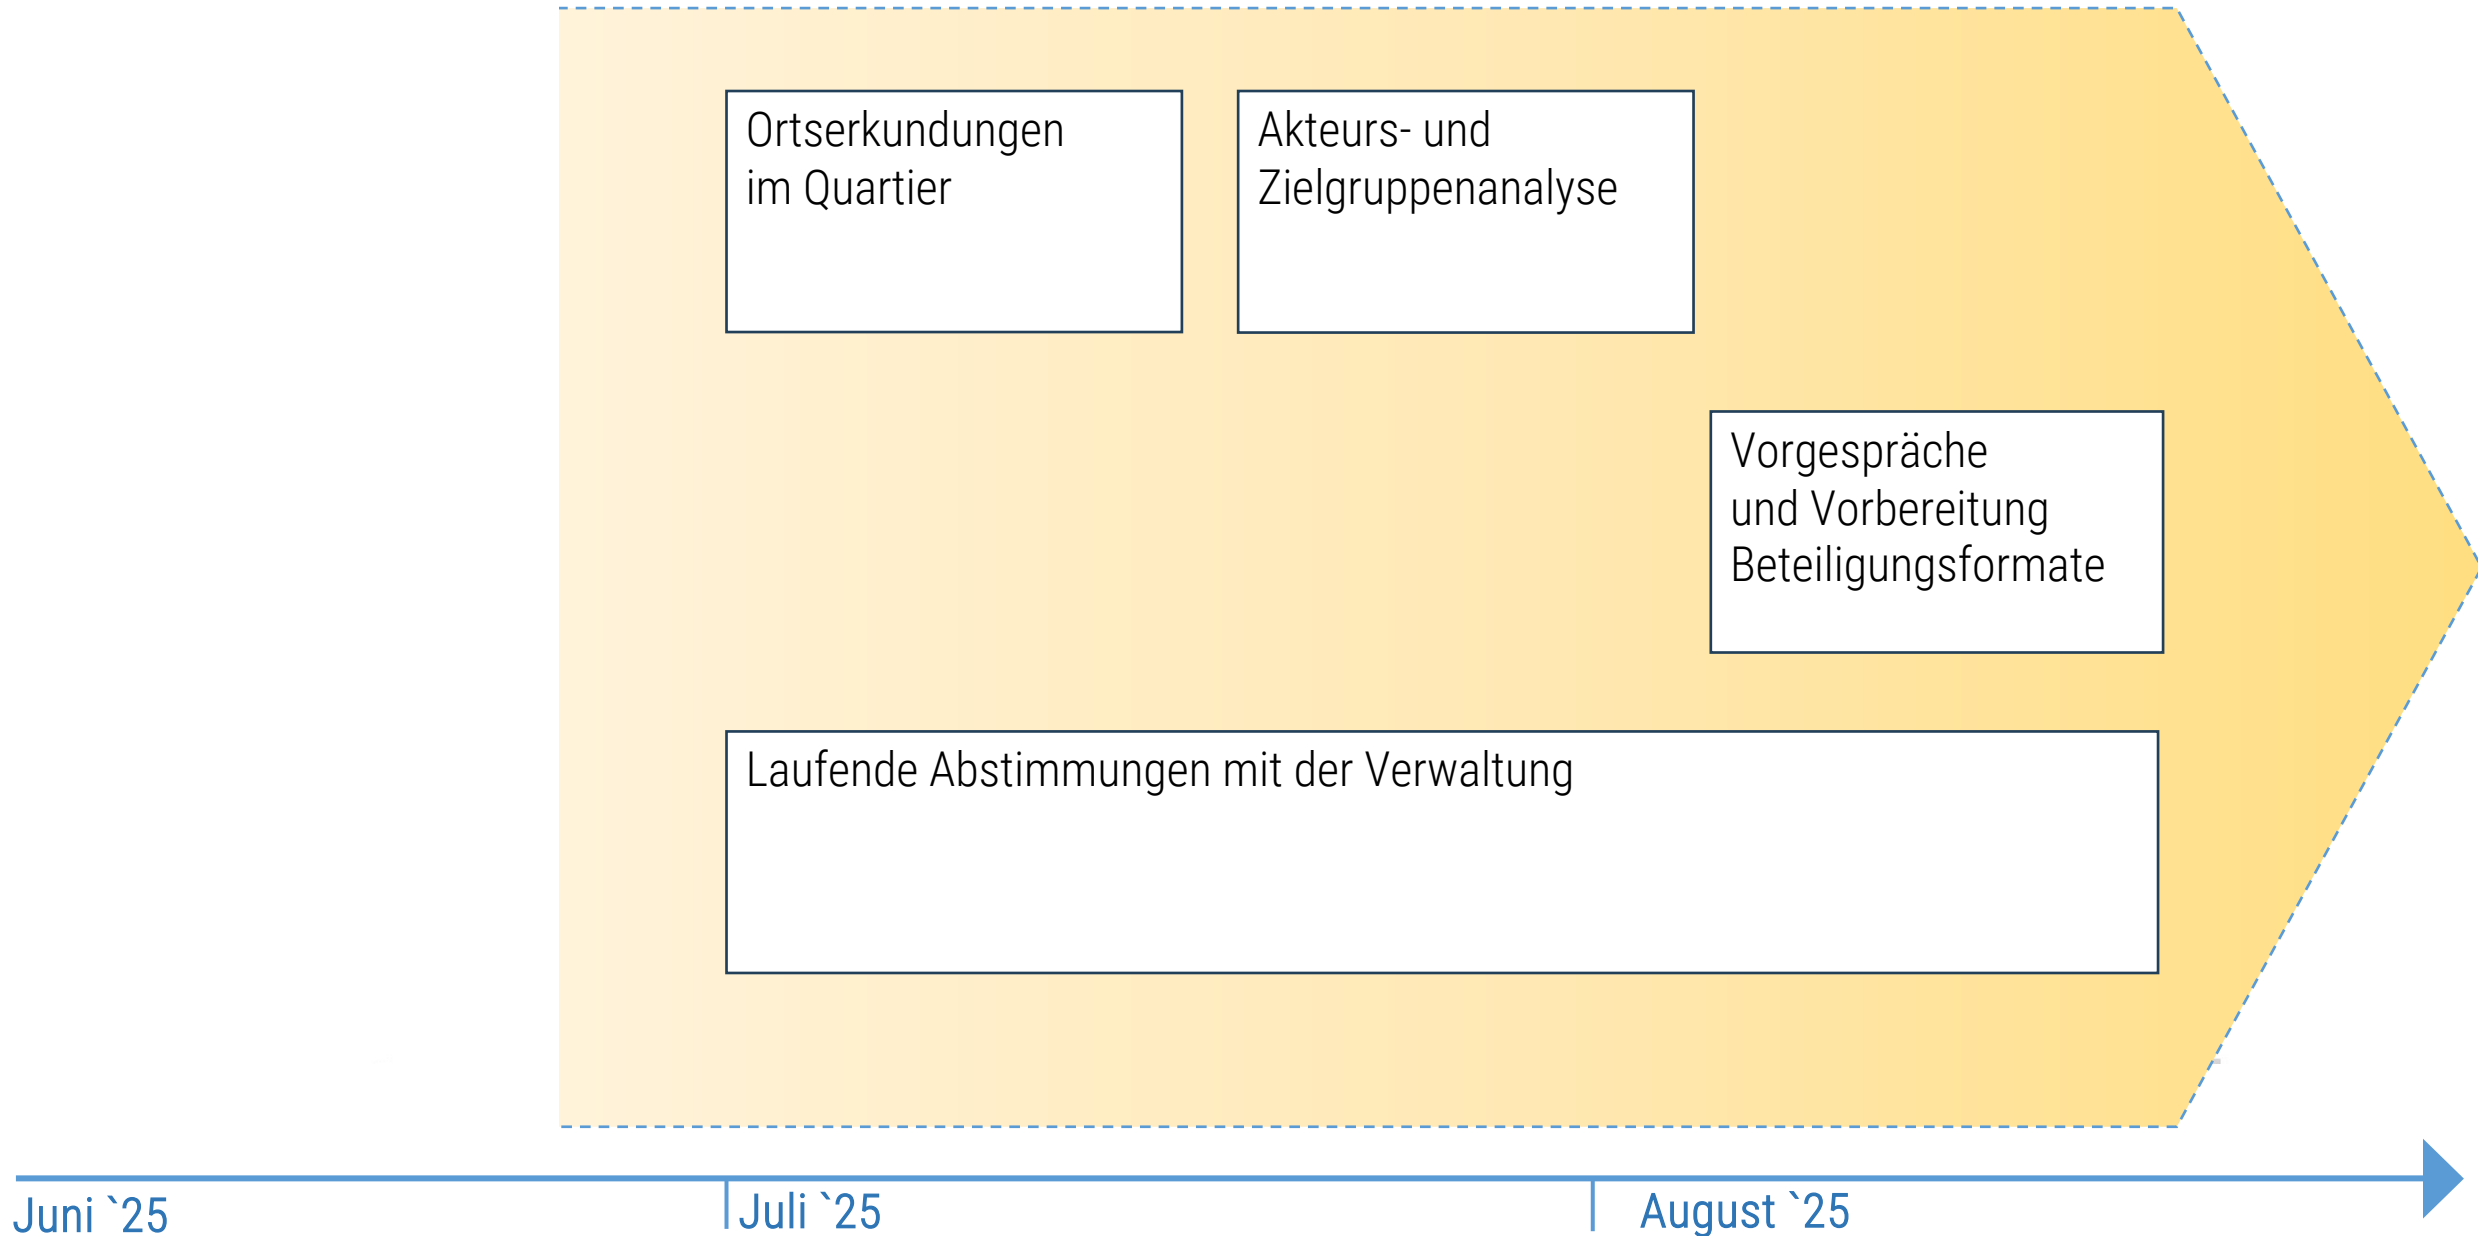 Ortserkundungen
im Quartier
Akteurs- und
Zielgruppenanalyse
Vorgespräche
und Vorbereitung
Beteiligungsformate
Laufende Abstimmungen mit der Verwaltung
Juni `25
Juli `25
August `25